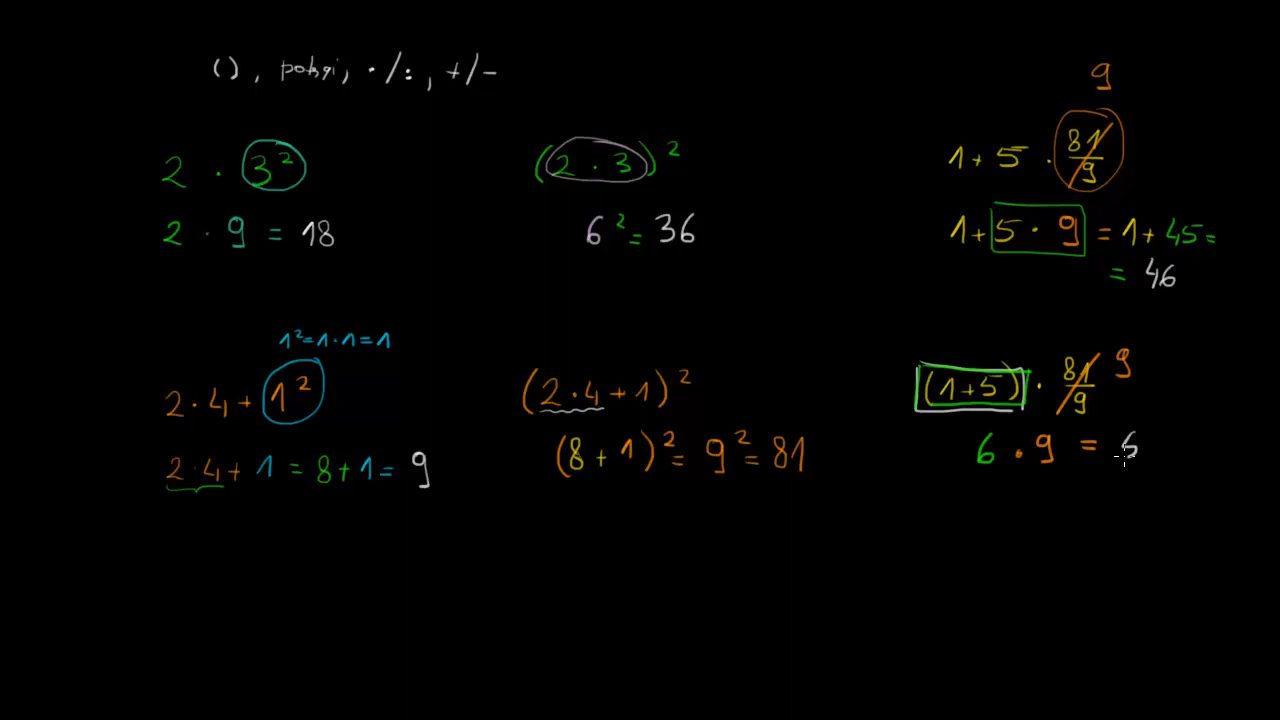 ( ), potęgi, · / :, + / −
2 · 3²
2 · 9 = 18
(2 · 3)²
6² = 36
9
1 + 5 · 81/9
1 + 5 · 9 = 1 + 45 =
= 46
1² = 1 · 1 = 1
2 · 4 + 1²
2 · 4 + 1 = 8 + 1 = 9
(2 · 4 + 1)²
(8 + 1)² = 9² = 81
(1 + 5) · 81/9 9
6 · 9 =